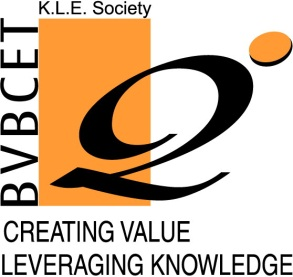 K.L.E. Society
BVBCET
CREATING VALUE
LEVERAGING KNOWLEDGE